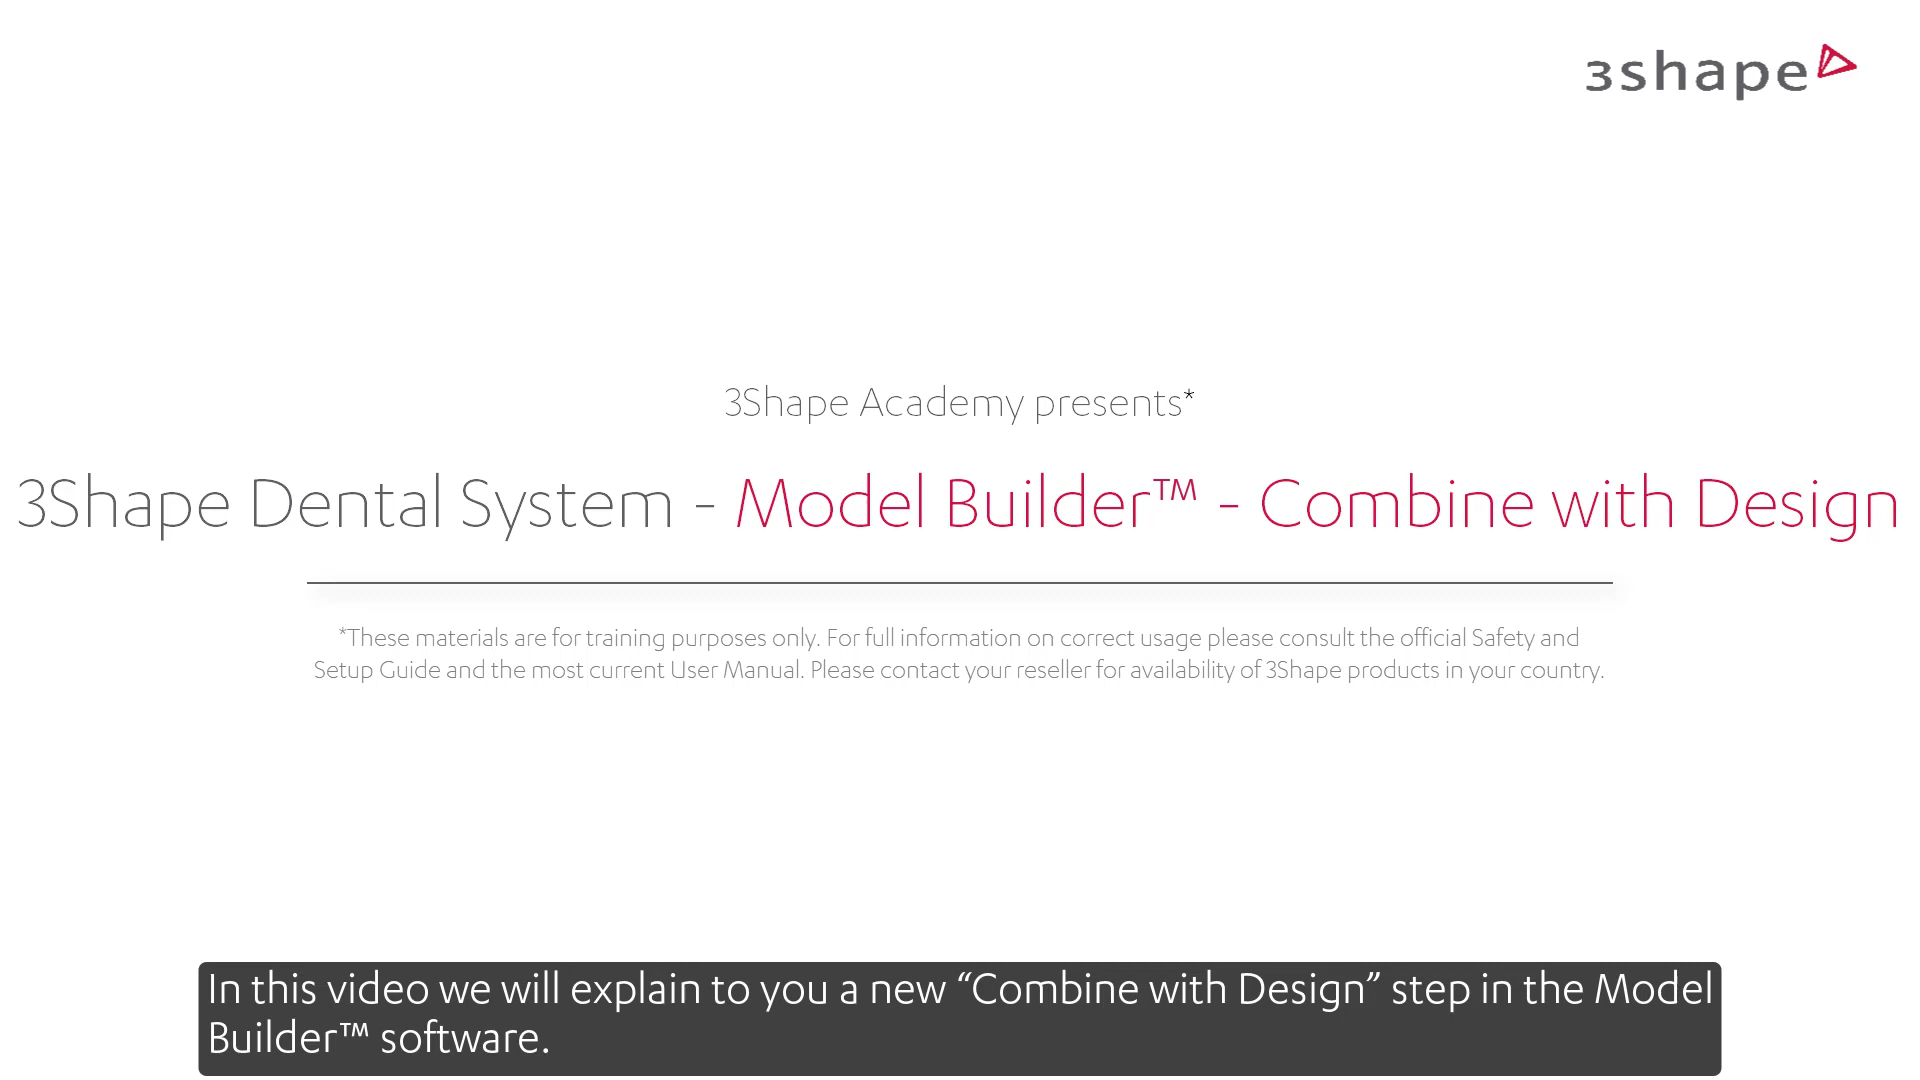 3shape
3Shape Academy presents*
3Shape Dental System - Model Builder™ - Combine with Design
*These materials are for training purposes only. For full information on correct usage please consult the official Safety and
Setup Guide and the most current User Manual. Please contact your reseller for availability of 3Shape products in your country.
In this video we will explain to you a new “Combine with Design” step in the Model
Builder™ software.